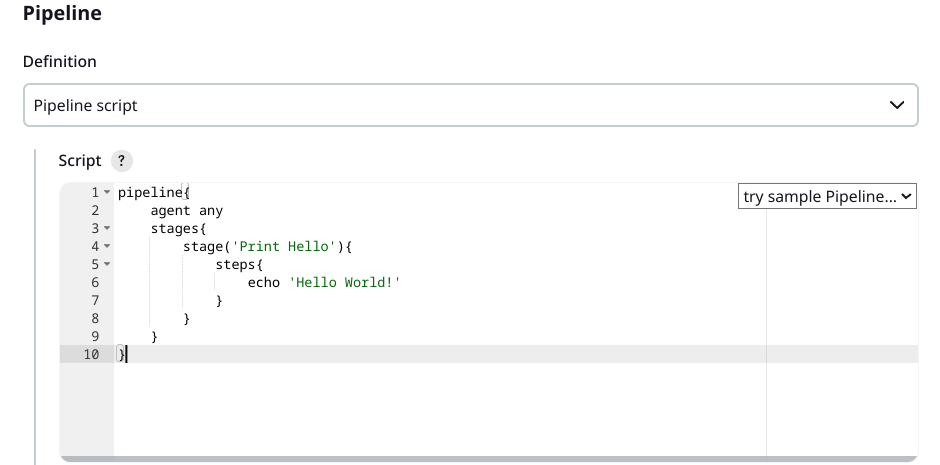 Pipeline
Definition
Pipeline script
Script ?
try sample Pipeline...
1 pipeline{
2     agent any
3     stages{
4         stage('Print Hello'){
5             steps{
6                 echo 'Hello World!'
7             }
8         }
9     }
10 }